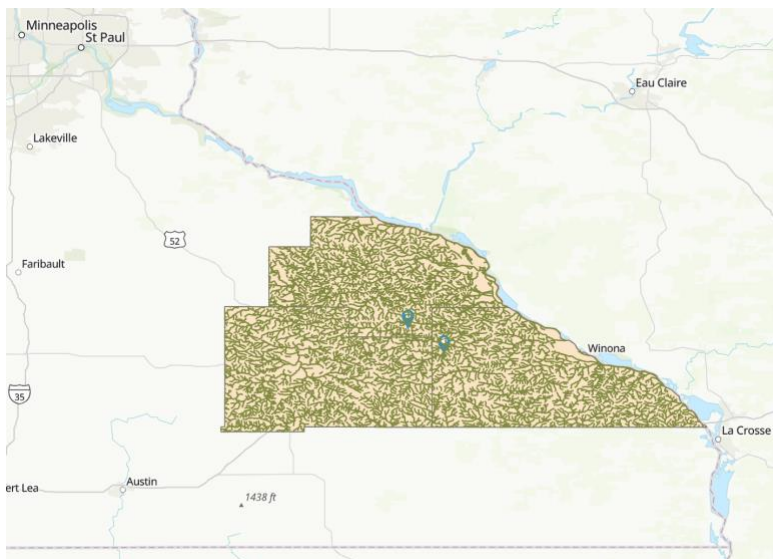 Minneapolis
St Paul
Eau Claire
Lakeville
52
Faribault
Winona
35
La Crosse
Austin
ert Lea
1438 ft